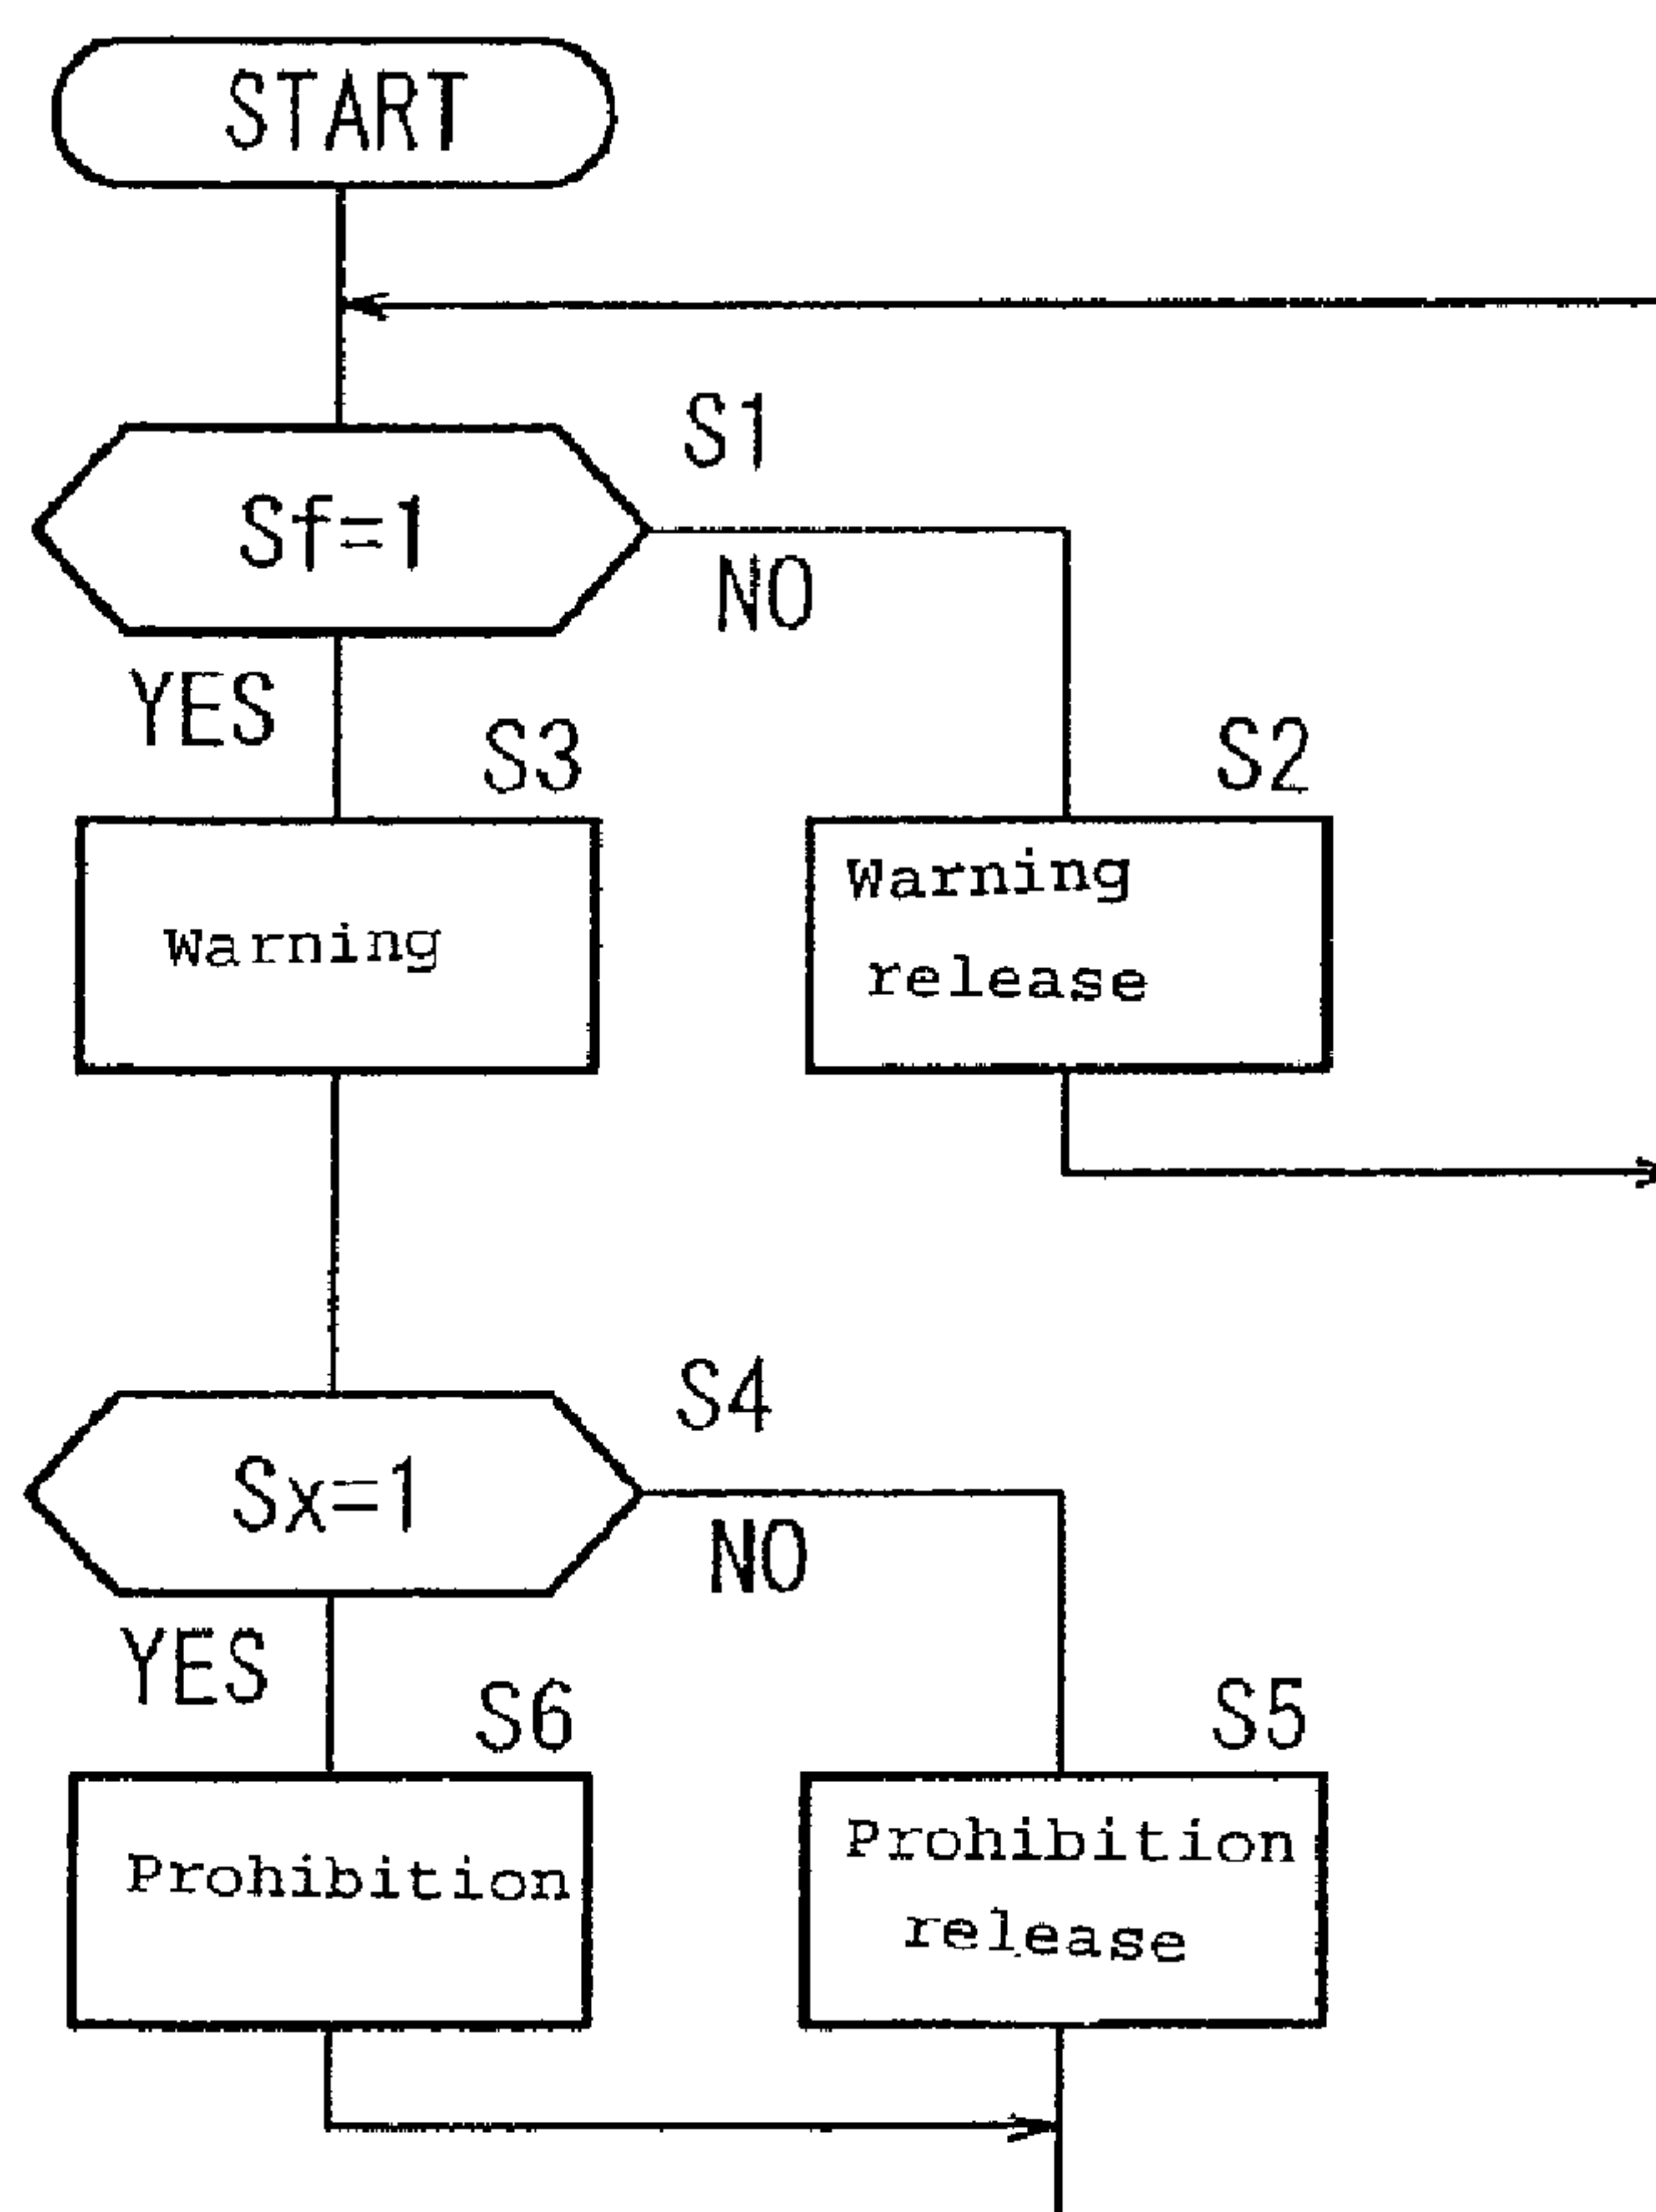 START
S1
Sf=1
NO
YES
S3
S2
Warning
Warning
release
S4
Sx=1
NO
YES
S6
S5
Prohibition
Prohibition
release